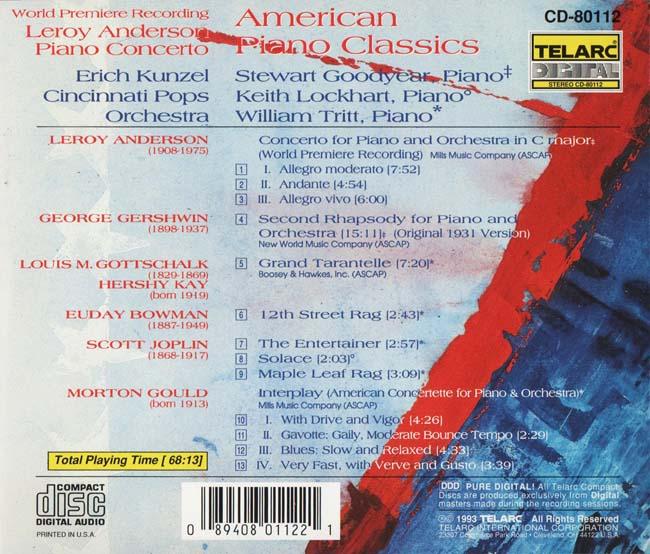 World Premiere Recording
Leroy Anderson
Piano Concerto
American
Piano Classics
CD-80112
TELARC
DIGITAL
STEREO CD-80112
Erich Kunzel
Cincinnati Pops
Orchestra
Stewart Goodyear, Piano‡
Keith Lockhart, Piano°
William Tritt, Piano*
LEROY ANDERSON
(1908-1975)
Concerto for Piano and Orchestra in C major‡
(World Premiere Recording) Mills Music Company (ASCAP)
1 I. Allegro moderato [7:52]
2 II. Andante [4:54]
3 III. Allegro vivo [6:00]
GEORGE GERSHWIN
(1898-1937)
4 Second Rhapsody for Piano and
Orchestra [15:11]‡ (Original 1931 Version)
New World Music Company (ASCAP)
LOUIS M. GOTTSCHALK
(1829-1869)
HERSHY KAY
(born 1919)
5 Grand Tarantelle [7:20]*
Boosey & Hawkes, Inc. (ASCAP)
EUDAY BOWMAN
(1887-1949)
6 12th Street Rag [2:43]*
SCOTT JOPLIN
(1868-1917)
7 The Entertainer [2:57]*
8 Solace [2:03]°
9 Maple Leaf Rag [3:09]*
MORTON GOULD
(born 1913)
Interplay (American Concertette for Piano & Orchestra)*
Mills Music Company (ASCAP)
10 I. With Drive and Vigor [4:26]
11 II. Gavotte: Gaily, Moderate Bounce Tempo [2:29]
12 III. Blues: Slow and Relaxed [4:33]
13 IV. Very Fast, with Verve and Gusto [3:39]
Total Playing Time [ 68:13]
COMPACT
disc
DIGITAL AUDIO
PRINTED IN U.S.A.
0 89408 01122 1
DDD PURE DIGITAL! All Telarc Compact
Discs are produced exclusively from Digital
masters made during the recording sessions.
© 1993 TELARC All Rights Reserved
TELARC INTERNATIONAL CORPORATION
23307 Commerce Park Road • Cleveland, OH 44122 U.S.A.